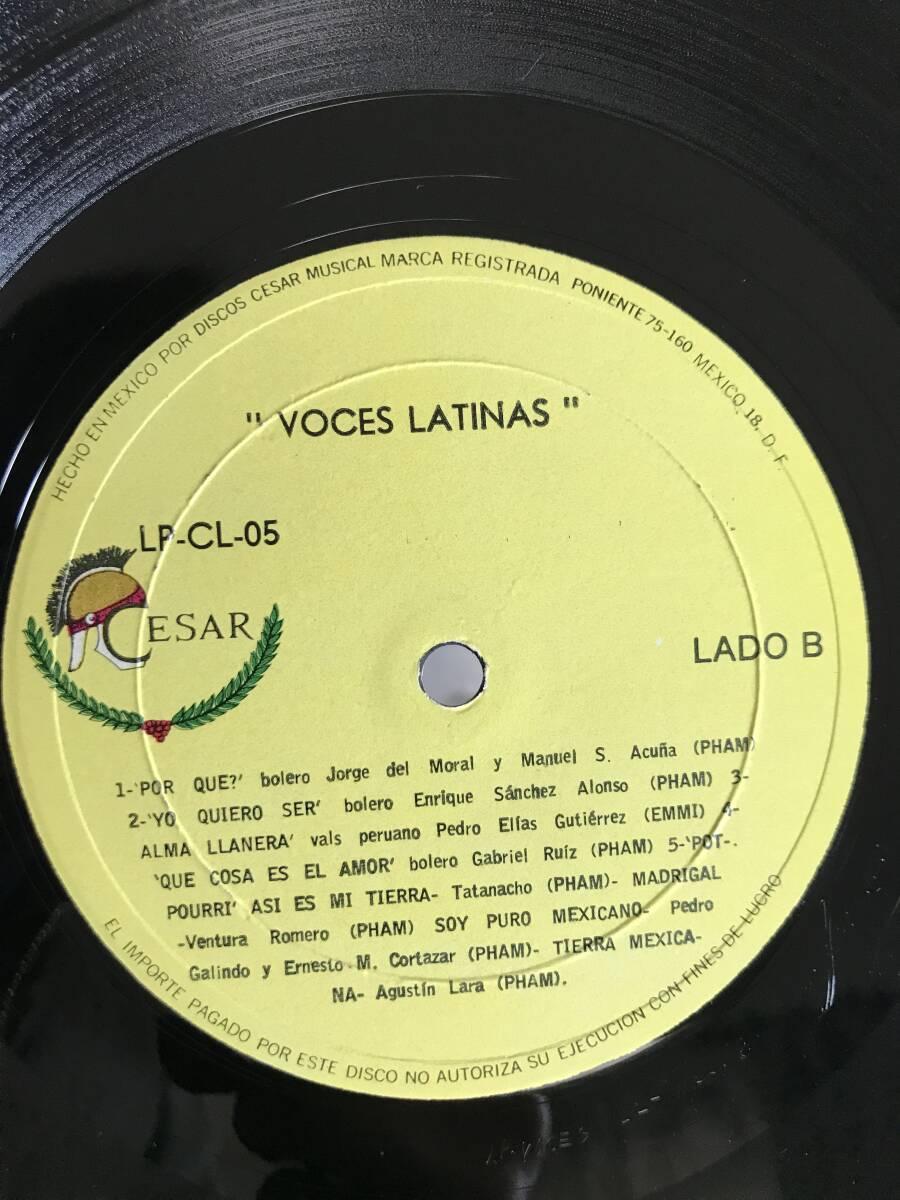 HECHO EN MEXICO POR DISCOS CESAR MUSICAL MARCA REGISTRADA PONIENTE 75-160 MEXICO 18, D. F.
" VOCES LATINAS "
LP-CL-05
CESAR
LADO B
1-'POR QUE?' bolero Jorge del Moral y Manuel S. Acuña (PHAM)
2-'YO QUIERO SER' bolero Enrique Sánchez Alonso (PHAM) 3-
ALMA LLANERA' vals peruano Pedro Elías Gutiérrez (EMMI) 4-
'QUE COSA ES EL AMOR' bolero Gabriel Ruíz (PHAM) 5-'POT-.
POURRI' ASI ES MI TIERRA- Tatanacho (PHAM)- MADRIGAL
-Ventura Romero (PHAM) SOY PURO MEXICANO- Pedro
Galindo y Ernesto M. Cortazar (PHAM)- TIERRA MEXICA-
NA- Agustín Lara (PHAM).
EL IMPORTE PAGADO POR ESTE DISCO NO AUTORIZA SU EJECUCION CON FINES DE LUCRO